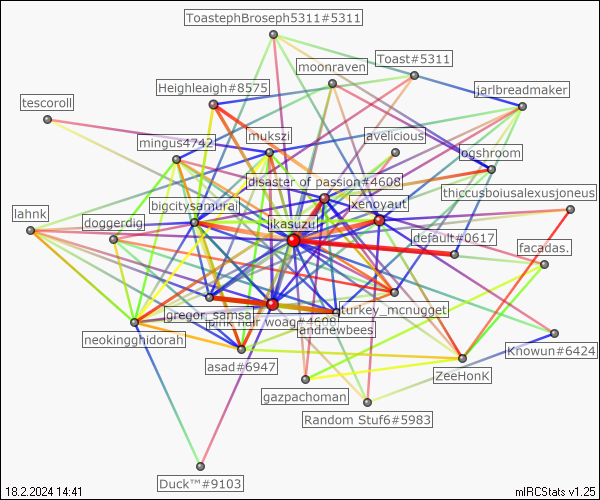 ToastephBroseph5311#5311
moonraven
Toast#5311
Heighleigh#8575
jarlbreadmaker
tescoroll
mingus4742
mukszi
avelicious
ogshroom
disaster of passion#4608
thiccusboiusalexusjoneus
bigcitysamurai
xenoyaut
lahnk
doggerdig
ikasuzu
default#0617
facadas.
gregor_samsa
turkey_mcnugget
pink hair woag#4608
andnewbees
neokingghidorah
asad#6947
Knowun#6424
ZeeHonK
gazpachoman
Random Stuf6#5983
Duck™#9103
18.2.2024 14:41
mIRCStats v1.25